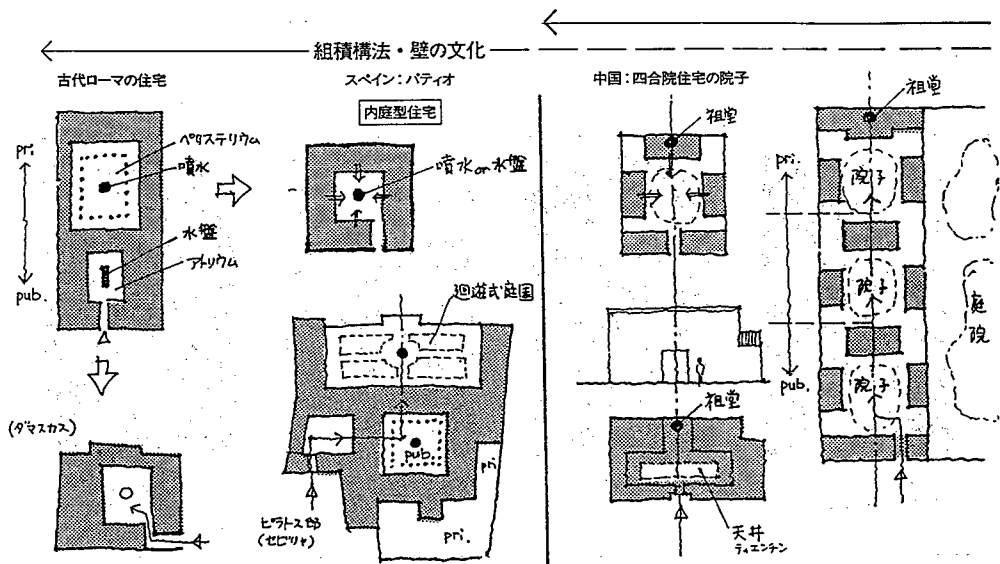 組積構法・壁の文化
古代ローマの住宅
ペリステリウム
噴水
水盤
アトリウム
pri.
pub.
(ダマスカス)
スペイン：パティオ
内庭型住宅
噴水or水盤
廻遊式庭園
pub.
pri.
pri.
ピラトス邸
(セビリヤ)
中国：四合院住宅の院子
祖堂
祖堂
天井
ティエンチン
祖堂
pri.
pub.
院子
院子
院子
庭院